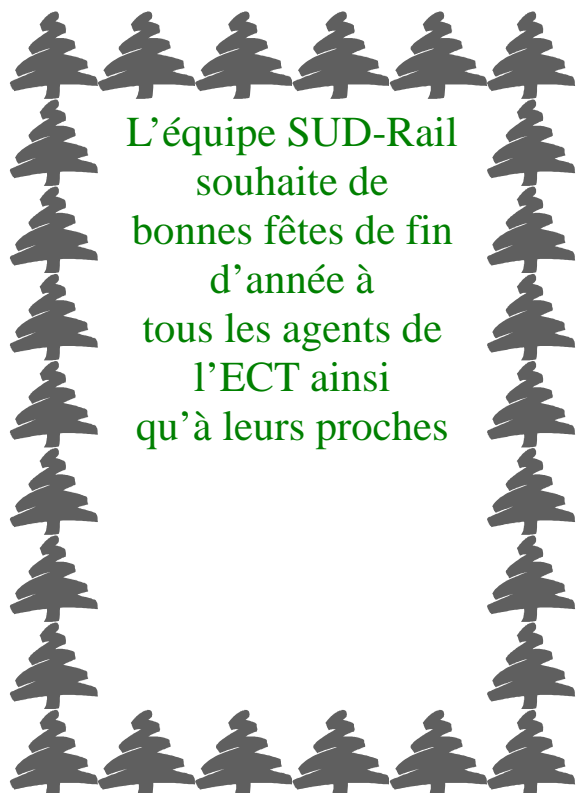 L’équipe SUD-Rail
souhaite de
bonnes fêtes de fin
d’année à
tous les agents de
l’ECT ainsi
qu’à leurs proches